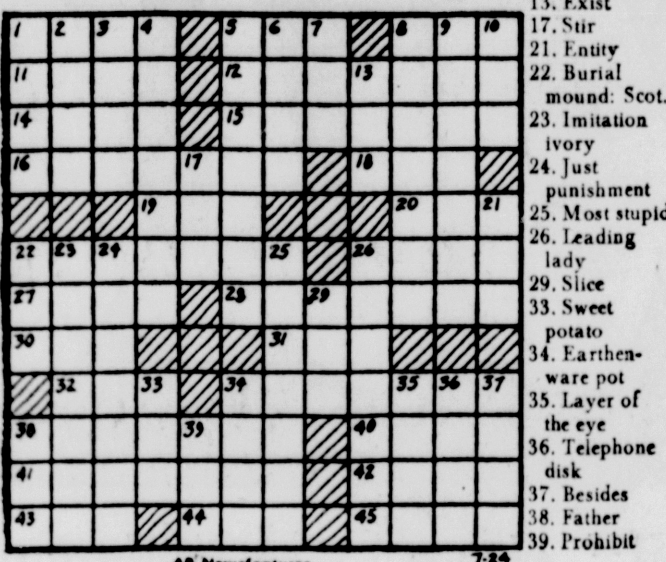 1 2 3 4 5 6 7 8 9 10
11 12 13
14 15
16 17 18
19 20 21
22 23 24 25 26
27 28 29
30 31
32 33 34 35 36 37
38 39 40
41 42
43 44 45
7-24
13. Exist
17. Stir
21. Entity
22. Burial
mound: Scot.
23. Imitation
ivory
24. Just
punishment
25. Most stupid
26. Leading
lady
29. Slice
33. Sweet
potato
34. Earthen-
ware pot
35. Layer of
the eye
36. Telephone
disk
37. Besides
38. Father
39. Prohibit